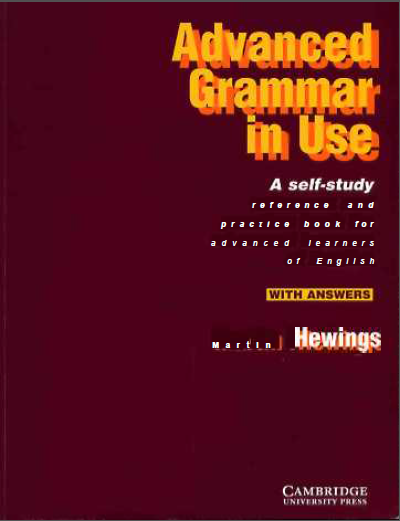 Advanced
Grammar
in Use
A self-study
reference and
practice book for
advanced learners
of English
WITH ANSWERS
Martin Hewings
CAMBRIDGE
UNIVERSITY PRESS